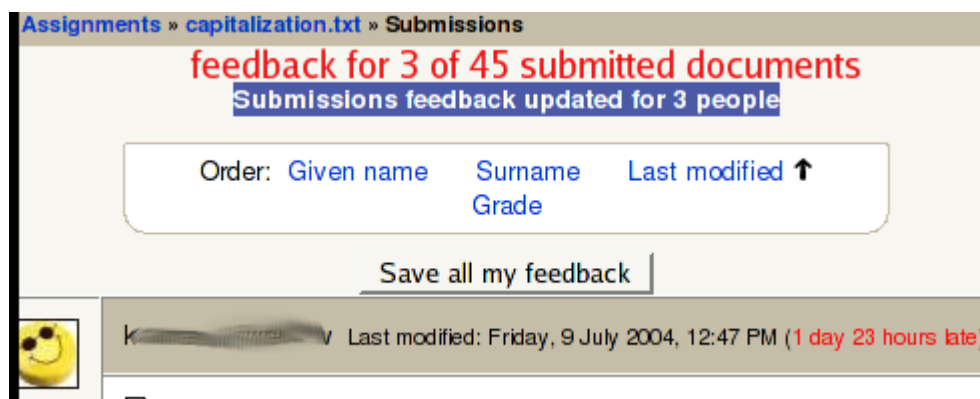 Assignments » capitalization.txt » Submissions
feedback for 3 of 45 submitted documents
Submissions feedback updated for 3 people
Order: Given name Surname Last modified ↑
Grade
Save all my feedback
Last modified: Friday, 9 July 2004, 12:47 PM (1 day 23 hours late)